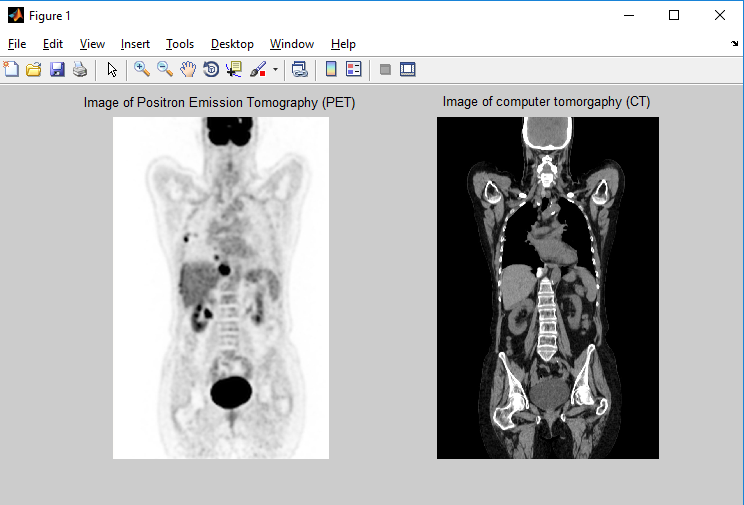 Figure 1
File Edit View Insert Tools Desktop Window Help
Image of Positron Emission Tomography (PET)
Image of computer tomorgaphy (CT)